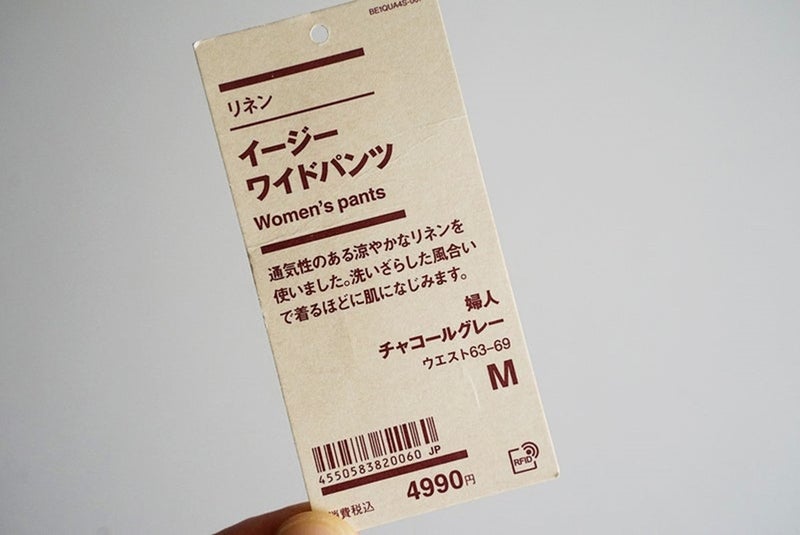 BE1QUA4S-00
リネン
イージー
ワイドパンツ
Women's pants
通気性のある涼やかなリネンを
使いました。洗いざらした風合い
で着るほどに肌になじみます。
婦人
チャコールグレー
ウエスト63-69
M
4550583820060 JP
RFID
4990円
消費税込